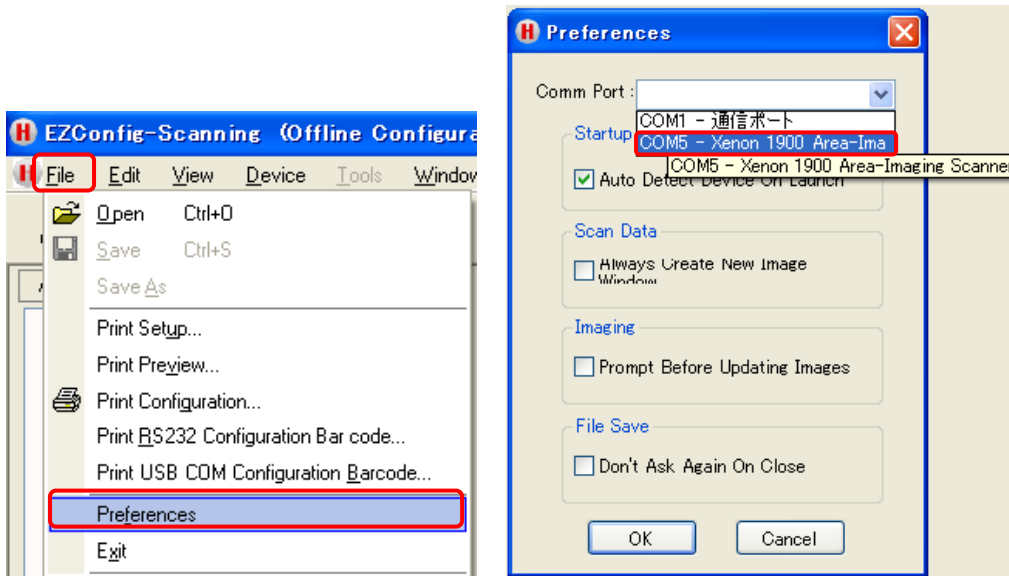 EZConfig-Scanning (Offline Configura
File Edit View Device Tools Window
Open Ctrl+O
Save Ctrl+S
Save As
Print Setup...
Print Preview...
Print Configuration...
Print RS232 Configuration Bar code...
Print USB COM Configuration Barcode...
Preferences
Exit
Preferences
Comm Port :
COM1 - 通信ポート
COM5 - Xenon 1900 Area-Ima
COM5 - Xenon 1900 Area-Imaging Scanner
Startup
Auto Detect Device On Launch
Scan Data
Always Create New Image
Window
Imaging
Prompt Before Updating Images
File Save
Don't Ask Again On Close
OK Cancel